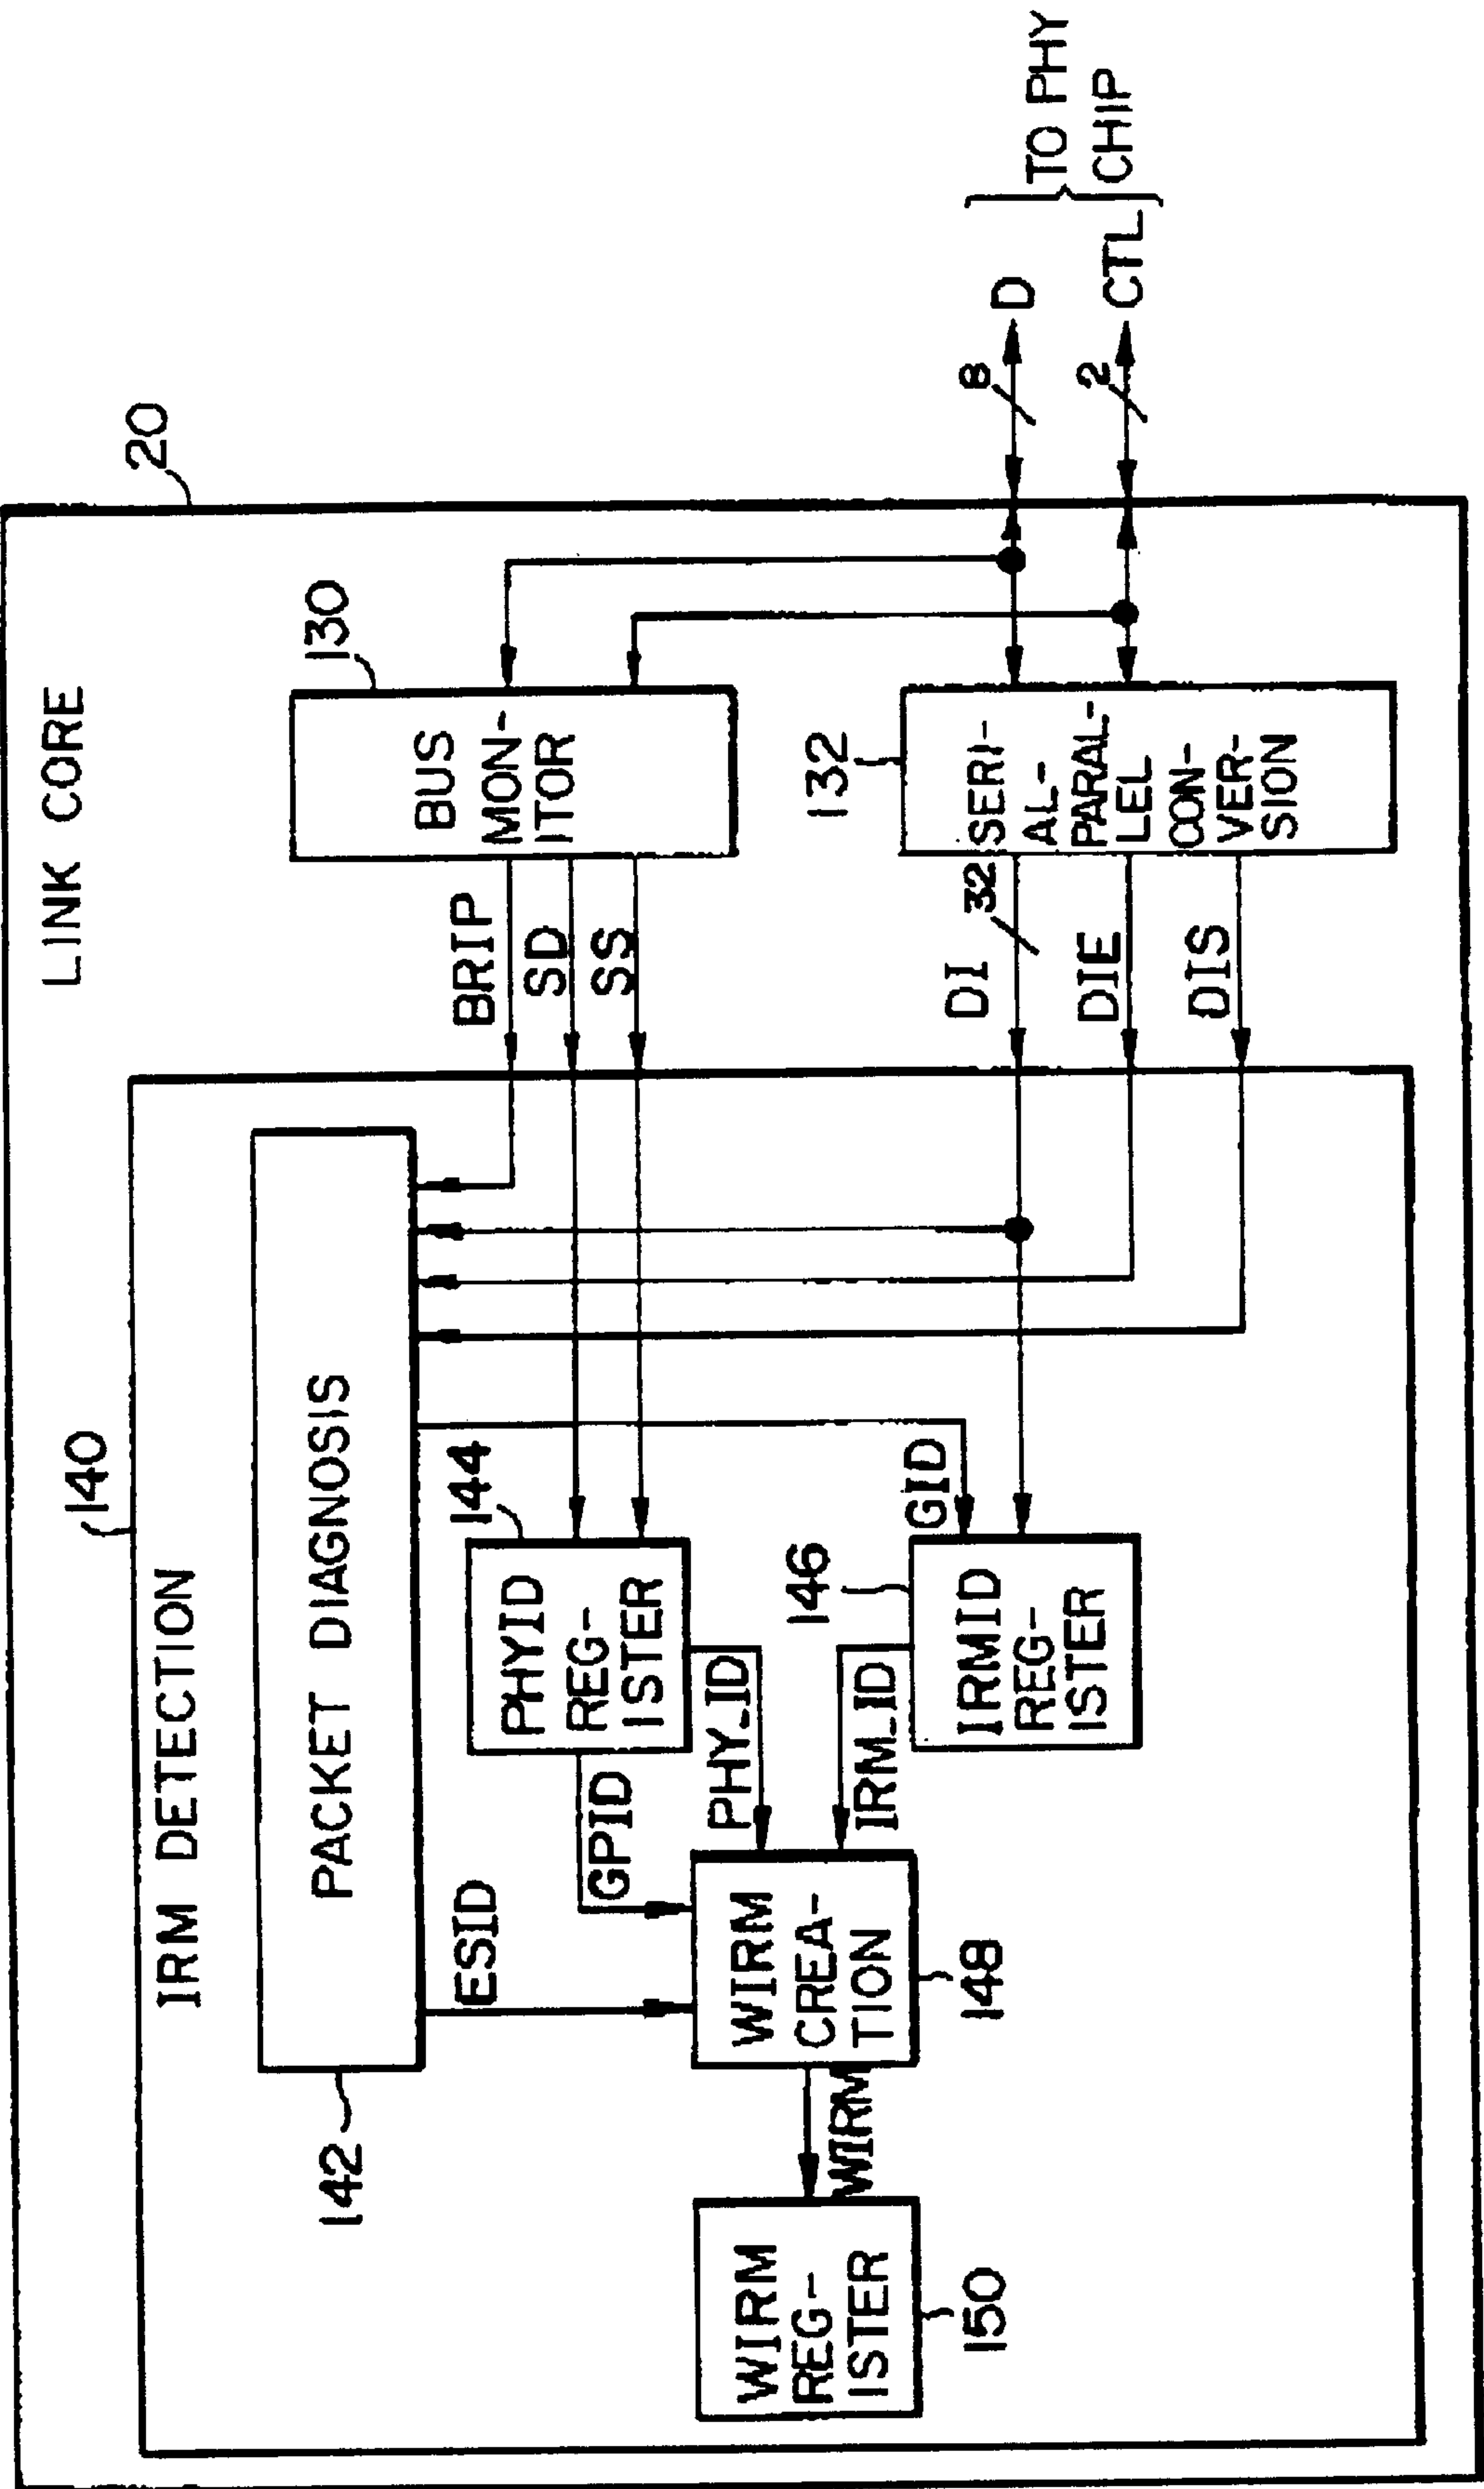 LINK CORE
20
IRM DETECTION
140
PACKET DIAGNOSIS
142
ESID
BRIP
SD
SS
BUS
MON-
ITOR
130
144
PHYID
REG-
ISTER
GPID
PHY_ID
WIRM
REG-
ISTER
150
WIRM
WIRM
CREA-
TION
148
IRM_ID
146
IRMID
REG-
ISTER
GID
DI
32
DIE
DIS
132
SERI-
AL-
PARAL-
LEL
CON-
VER-
SION
8
D
2
CTL
TO PHY
CHIP